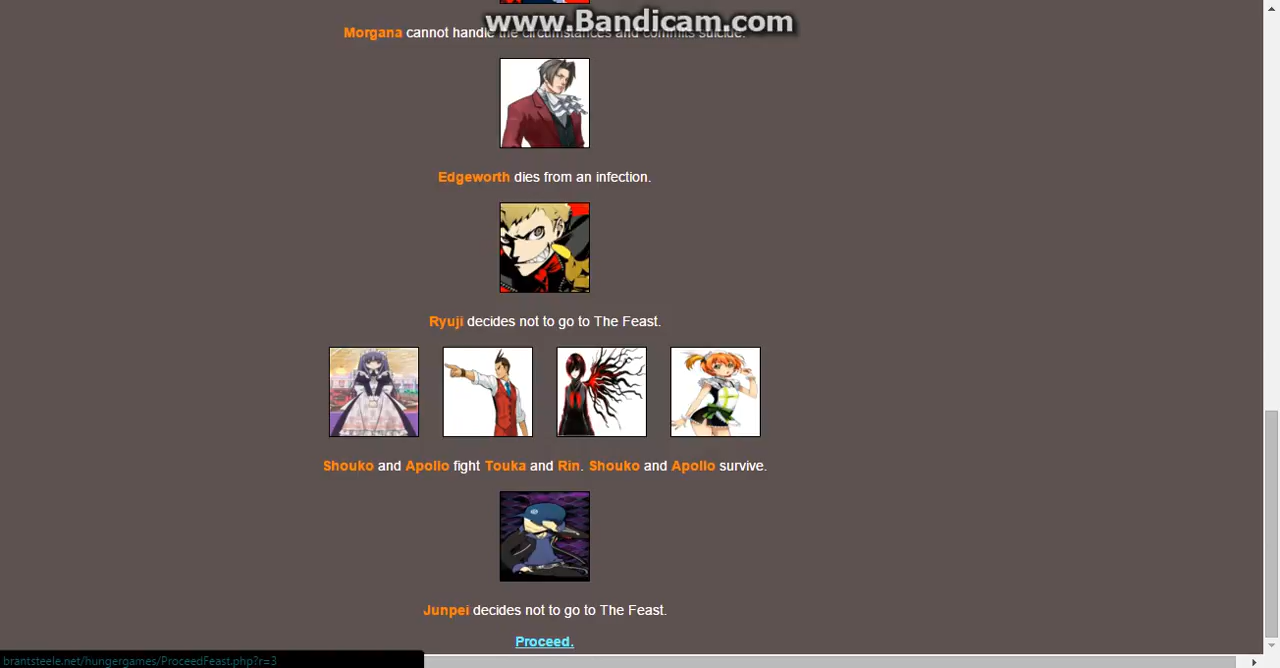 www.Bandicam.com
Morgana cannot handle the circumstances and commits suicide.
Edgeworth dies from an infection.
Ryuji decides not to go to The Feast.
Shouko and Apollo fight Touka and Rin. Shouko and Apollo survive.
Junpei decides not to go to The Feast.
Proceed.
brantsteele.net/hungergames/ProceedFeast.php?r=3